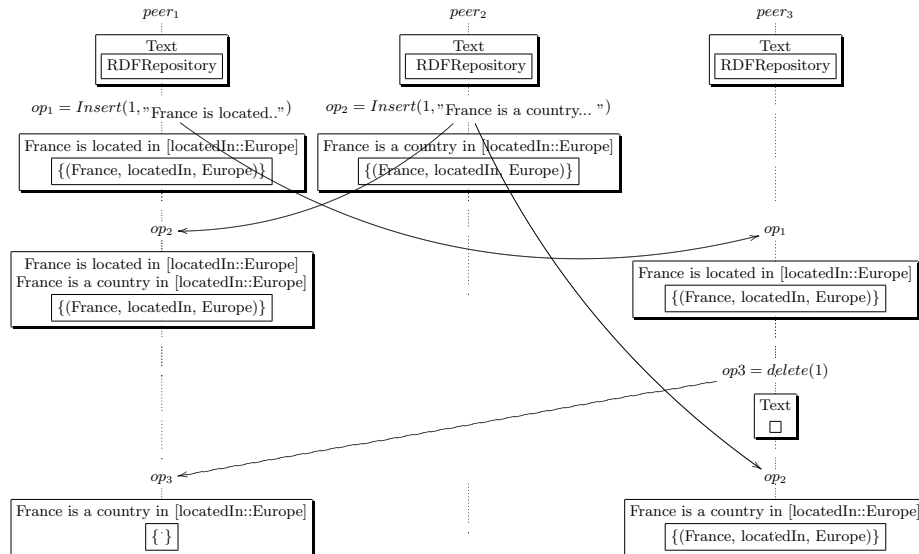 peer1 peer2 peer3
Text Text Text
RDFRepository RDFRepository RDFRepository
op1 = Insert(1,"France is located..") op2 = Insert(1,"France is a country... ")
France is located in [locatedIn::Europe] France is a country in [locatedIn::Europe]
{(France, locatedIn, Europe)} {(France, locatedIn, Europe)}
op2 op1
France is located in [locatedIn::Europe]
France is a country in [locatedIn::Europe]
{(France, locatedIn, Europe)}
France is located in [locatedIn::Europe]
{(France, locatedIn, Europe)}
op3 = delete(1)
Text
op3 op2
France is a country in [locatedIn::Europe] France is a country in [locatedIn::Europe]
{·} {(France, locatedIn, Europe)}